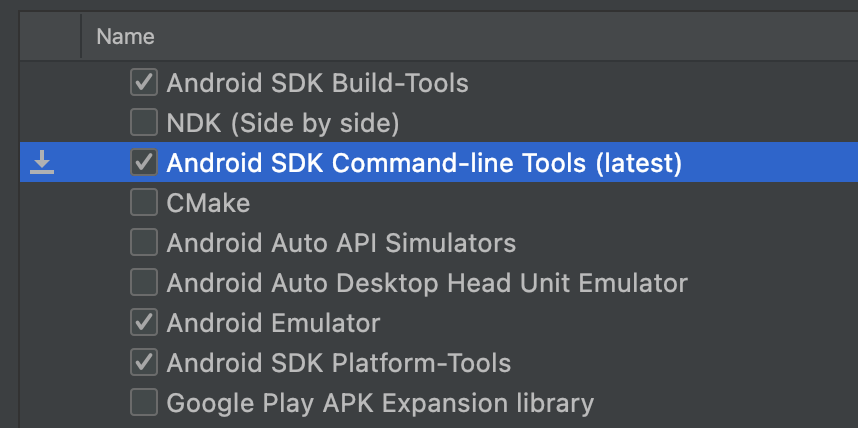 Name
Android SDK Build-Tools
NDK (Side by side)
Android SDK Command-line Tools (latest)
CMake
Android Auto API Simulators
Android Auto Desktop Head Unit Emulator
Android Emulator
Android SDK Platform-Tools
Google Play APK Expansion library